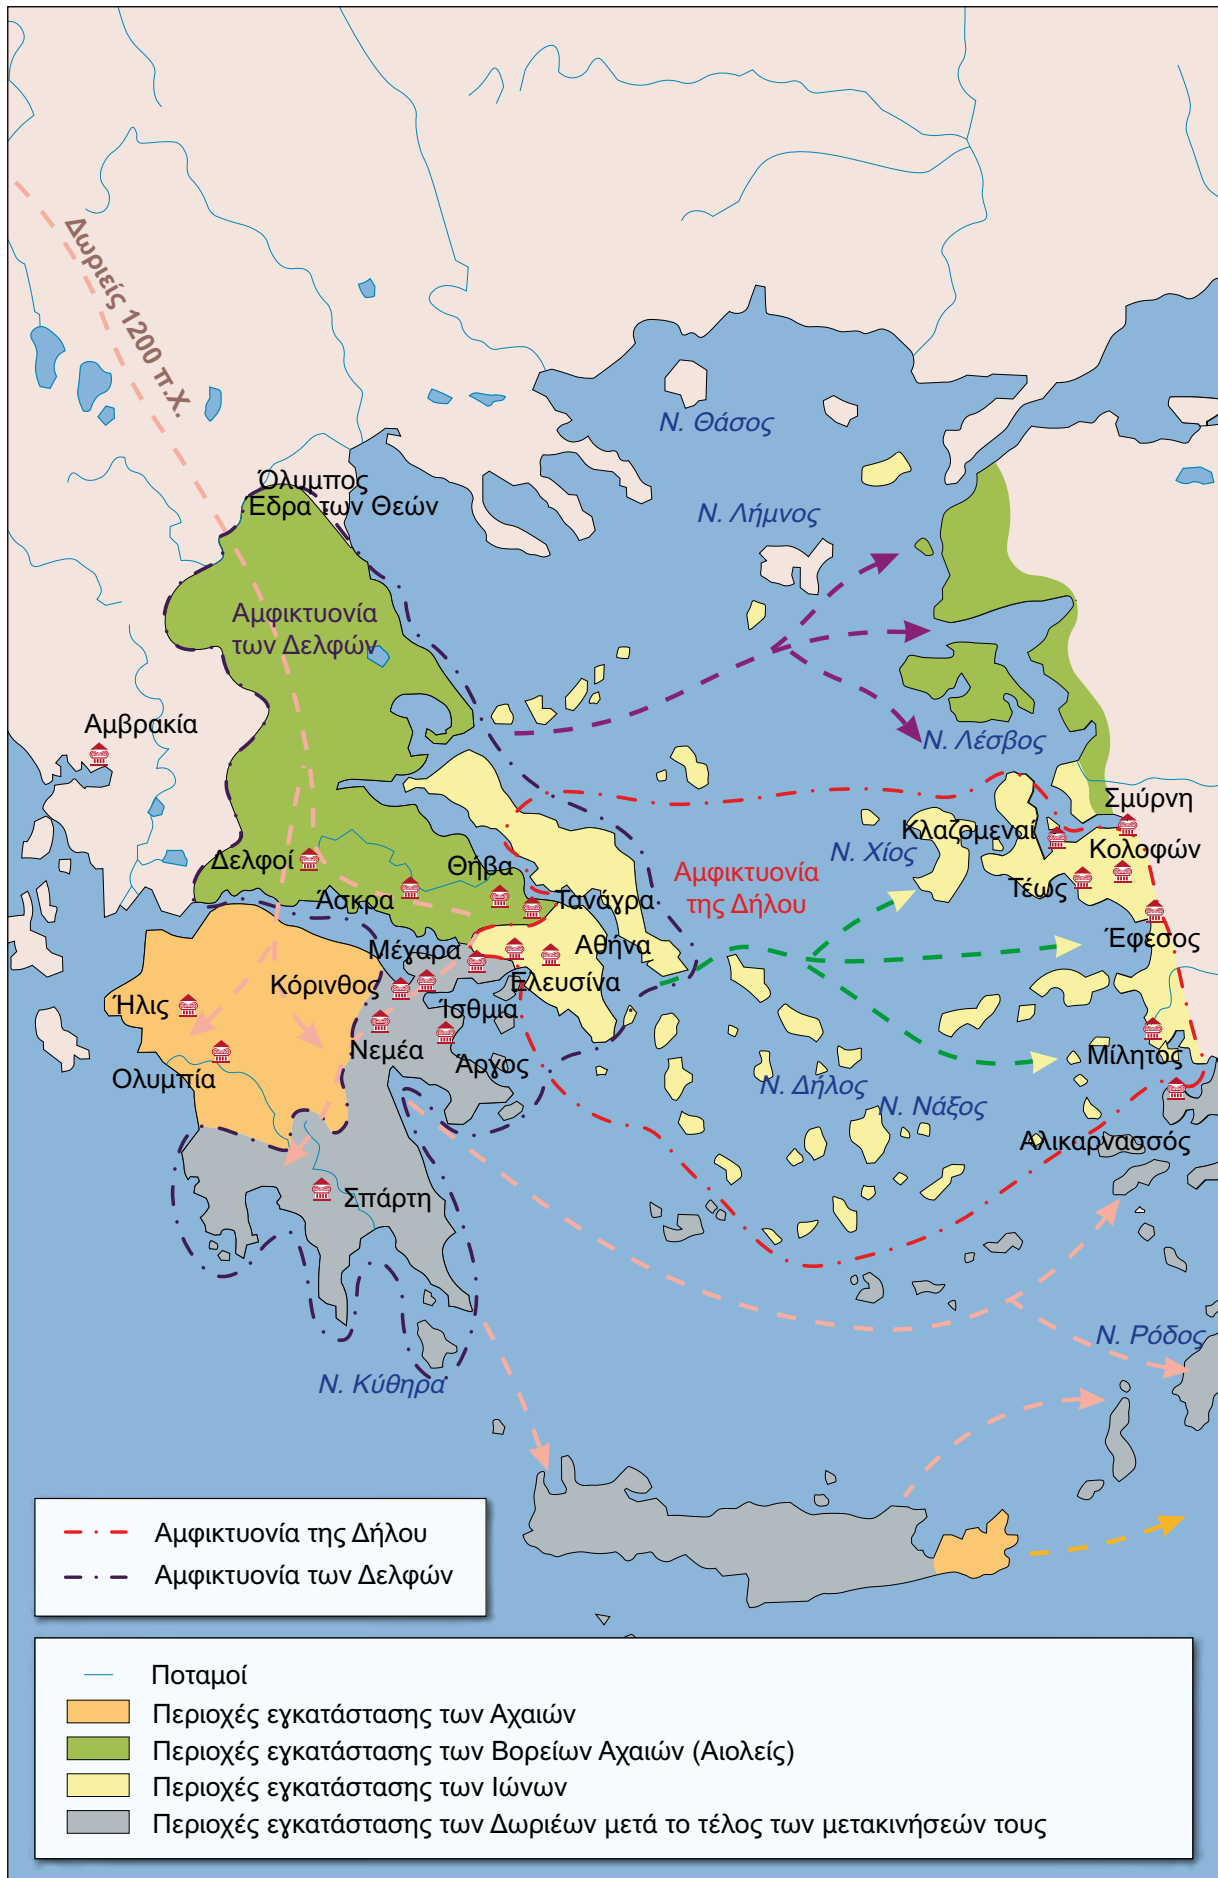 Δωριείς 1200 π.Χ.
Ν. Θάσος
Όλυμπος
Έδρα των Θεών
Ν. Λήμνος
Αμφικτυονία
των Δελφών
Αμβρακία
Ν. Λέσβος
Σμύρνη
Κλαζομεναί
Κολοφών
Ν. Χίος
Τέως
Δελφοί
Θήβα
Άσκρα
Τανάγρα
Αμφικτυονία
της Δήλου
Μέγαρα
Αθήνα
Έφεσος
Ελευσίνα
Κόρινθος
Ήλις
Ίσθμια
Νεμέα
Άργος
Μίλητος
Ολυμπία
Ν. Δήλος
Ν. Νάξος
Αλικαρνασσός
Σπάρτη
Ν. Ρόδος
Ν. Κύθηρα
Αμφικτυονία της Δήλου
Αμφικτυονία των Δελφών
Ποταμοί
Περιοχές εγκατάστασης των Αχαιών
Περιοχές εγκατάστασης των Βορείων Αχαιών (Αιολείς)
Περιοχές εγκατάστασης των Ιώνων
Περιοχές εγκατάστασης των Δωριέων μετά το τέλος των μετακινήσεών τους